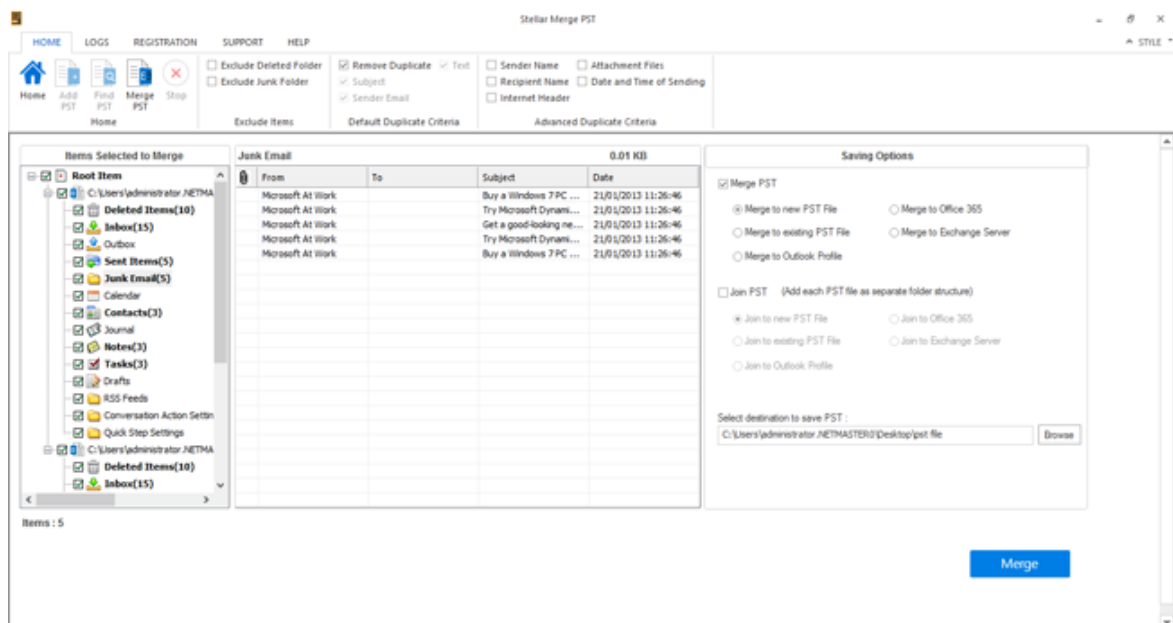 Stellar Merge PST
HOME LOGS REGISTRATION SUPPORT HELP
STYLE
Home
Add PST
Find PST
Merge PST
Stop
Home
Exclude Deleted Folder
Exclude Junk Folder
Exclude Items
Remove Duplicate Text
Subject
Sender Email
Default Duplicate Criteria
Sender Name Attachment Files
Recipient Name Date and Time of Sending
Internet Header
Advanced Duplicate Criteria
Items Selected to Merge
Root Item
C:\Users\administrator.NETMA
Deleted Items(10)
Inbox(15)
Outbox
Sent Items(5)
Junk Email(5)
Calendar
Contacts(3)
Journal
Notes(3)
Tasks(3)
Drafts
RSS Feeds
Conversation Action Settin
Quick Step Settings
C:\Users\administrator.NETMA
Deleted Items(10)
Inbox(15)
Items : 5
Junk Email 0.01 KB
From To Subject Date
Microsoft At Work Buy a Windows 7 PC ... 21/01/2013 11:26:46
Microsoft At Work Try Microsoft Dynami... 21/01/2013 11:26:46
Microsoft At Work Get a good-looking ne... 21/01/2013 11:26:46
Microsoft At Work Try Microsoft Dynami... 21/01/2013 11:26:46
Microsoft At Work Buy a Windows 7 PC ... 21/01/2013 11:26:46
Saving Options
Merge PST
Merge to new PST File Merge to Office 365
Merge to existing PST File Merge to Exchange Server
Merge to Outlook Profile
Join PST (Add each PST file as separate folder structure)
Join to new PST File Join to Office 365
Join to existing PST File Join to Exchange Server
Join to Outlook Profile
Select destination to save PST :
C:\Users\administrator.NETMASTER0\Desktop\pst file Browse
Merge